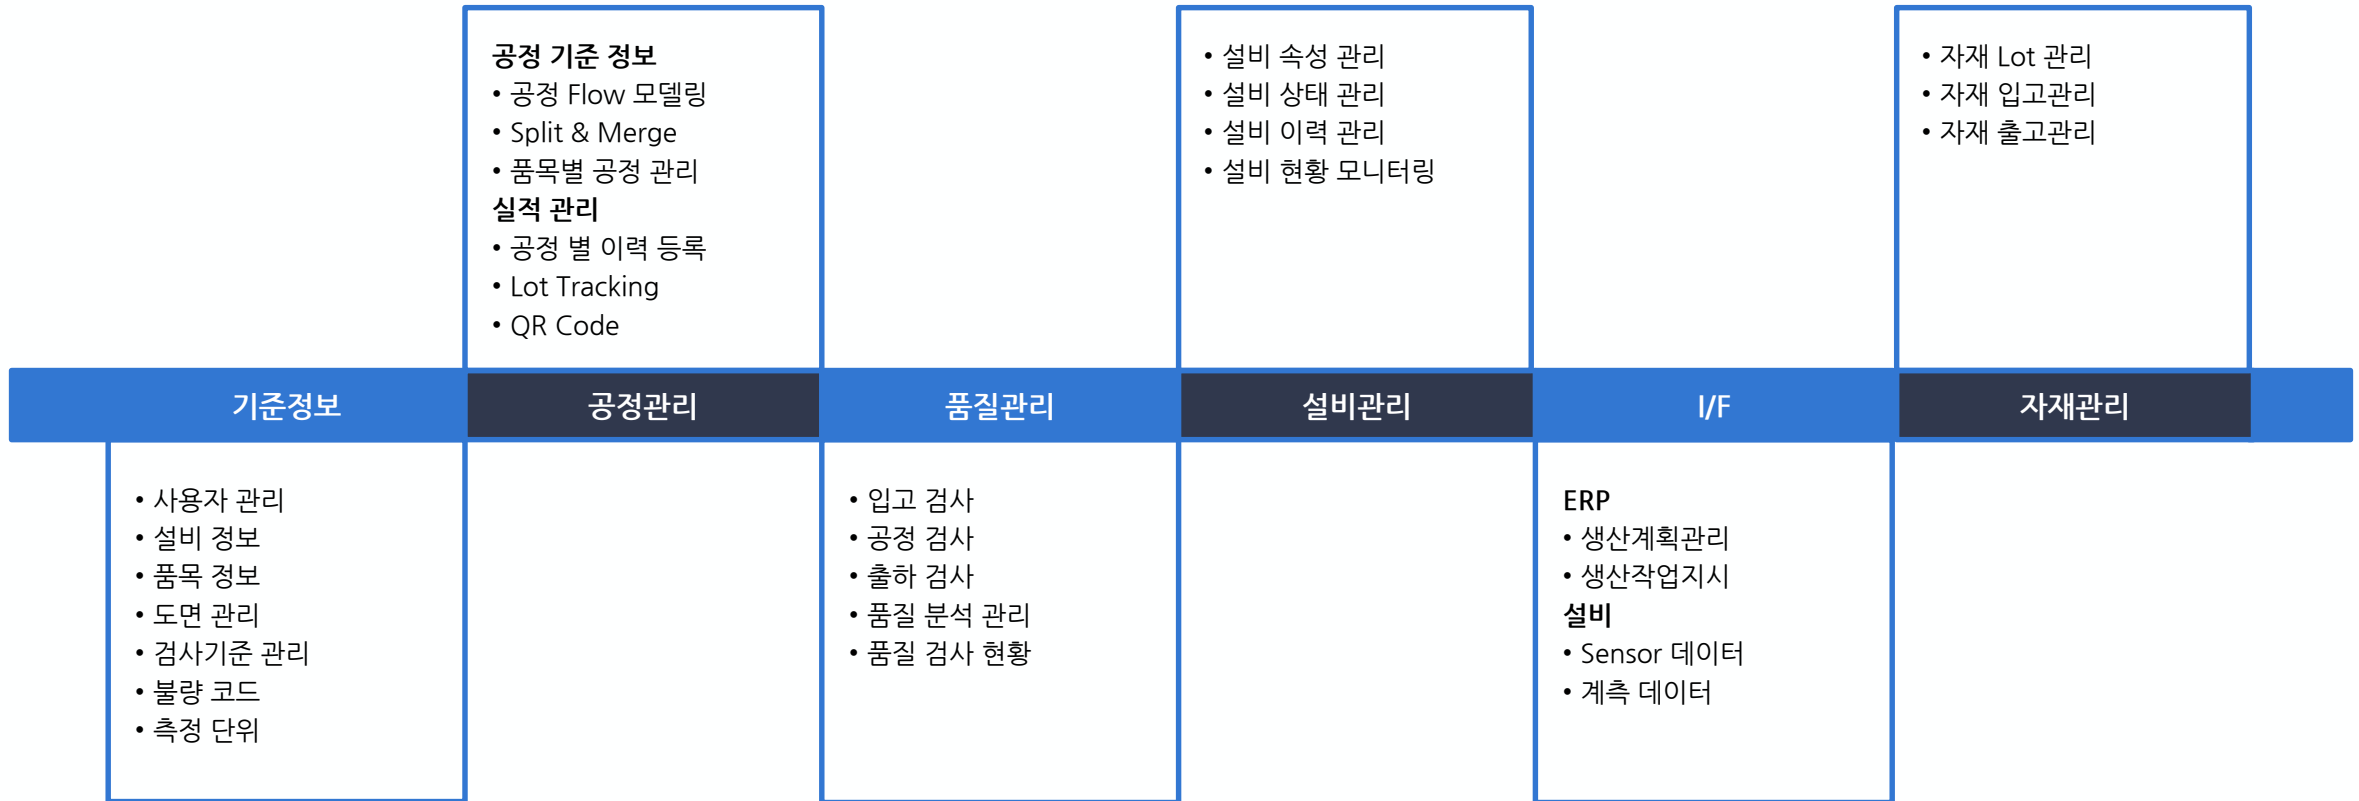 공정 기준 정보
• 공정 Flow 모델링
• Split & Merge
• 품목별 공정 관리
실적 관리
• 공정 별 이력 등록
• Lot Tracking
• QR Code
• 설비 속성 관리
• 설비 상태 관리
• 설비 이력 관리
• 설비 현황 모니터링
• 자재 Lot 관리
• 자재 입고관리
• 자재 출고관리
기준정보
공정관리
품질관리
설비관리
I/F
자재관리
• 사용자 관리
• 설비 정보
• 품목 정보
• 도면 관리
• 검사기준 관리
• 불량 코드
• 측정 단위
• 입고 검사
• 공정 검사
• 출하 검사
• 품질 분석 관리
• 품질 검사 현황
ERP
• 생산계획관리
• 생산작업지시
설비
• Sensor 데이터
• 계측 데이터